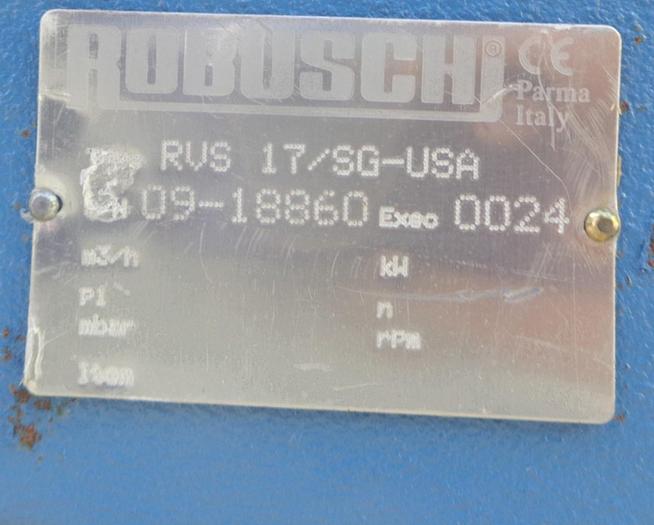 ROBUSCHi® CE
Parma
Italy
RVS 17/SG-USA
09-18860 Exec 0024
m3/h kW
P1 n
mbar rPm
Item